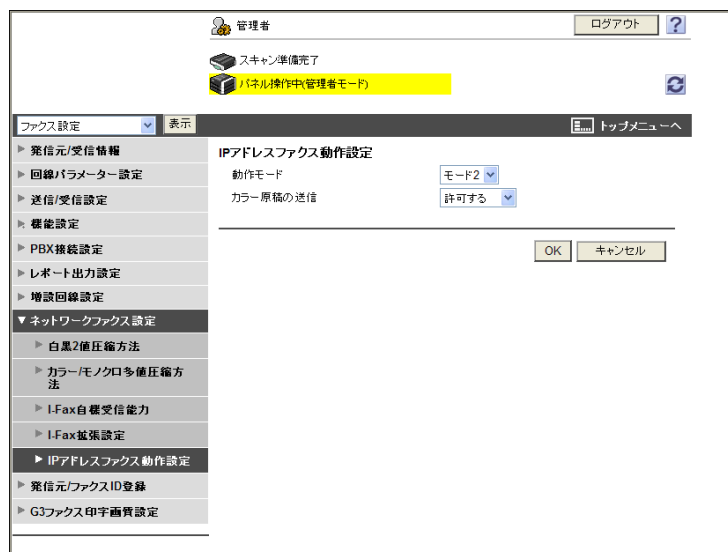 管理者
ログアウト
?
スキャン準備完了
パネル操作中(管理者モード)
ファクス設定
表示
トップメニューへ
発信元/受信情報
回線パラメーター設定
送信/受信設定
機能設定
PBX接続設定
レポート出力設定
増設回線設定
ネットワークファクス設定
白黒2値圧縮方法
カラー/モノクロ多値圧縮方
法
I-Fax自機受信能力
I-Fax拡張設定
IPアドレスファクス動作設定
発信元/ファクスID登録
G3ファクス印字画質設定
IPアドレスファクス動作設定
動作モード
モード2
カラー原稿の送信
許可する
OK
キャンセル